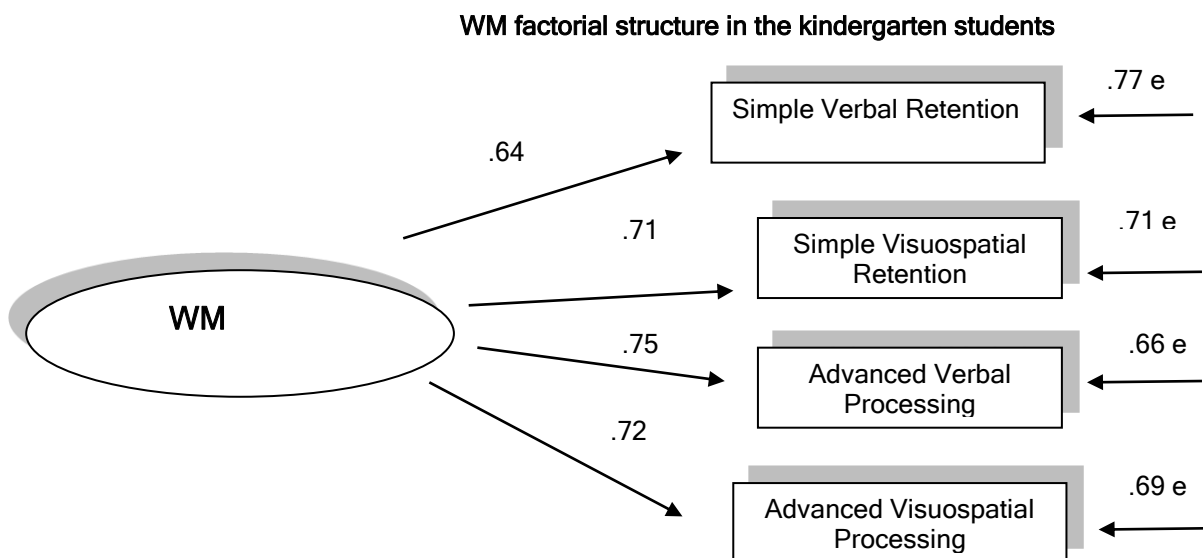 WM factorial structure in the kindergarten students
.77 e
Simple Verbal Retention
.64
.71
.71 e
Simple Visuospatial
Retention
WM
.75
.66 e
Advanced Verbal
Processing
.72
.69 e
Advanced Visuospatial
Processing